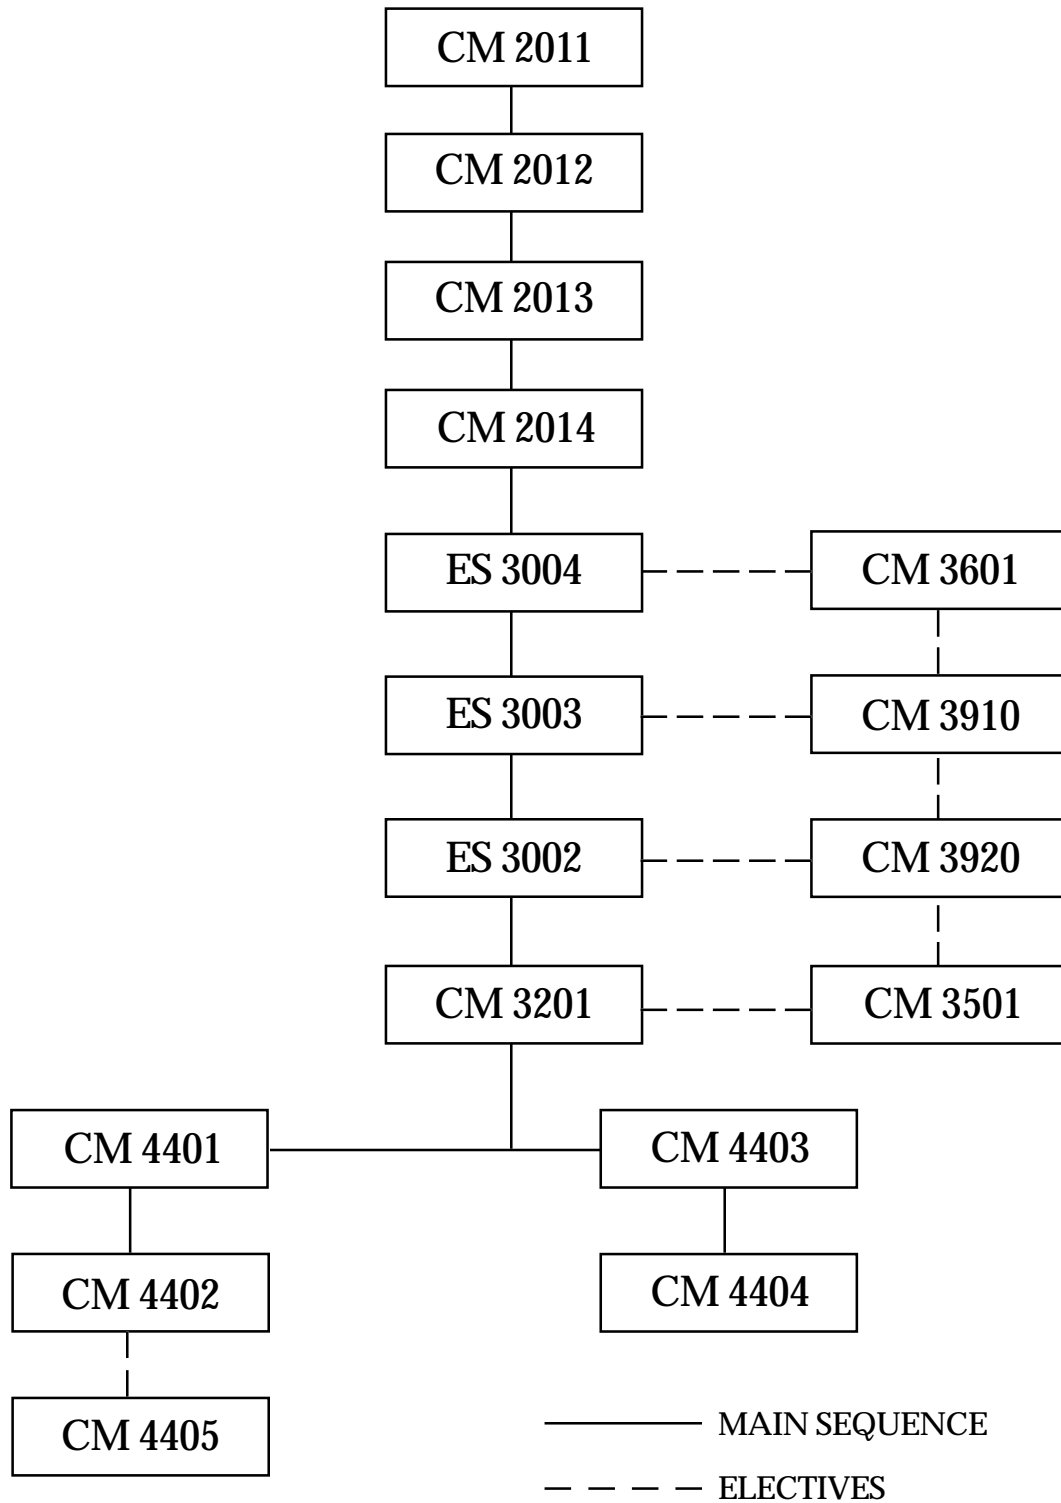 CM 2011
CM 2012
CM 2013
CM 2014
ES 3004
CM 3601
ES 3003
CM 3910
ES 3002
CM 3920
CM 3201
CM 3501
CM 4401
CM 4403
CM 4402
CM 4404
CM 4405
MAIN SEQUENCE
ELECTIVES